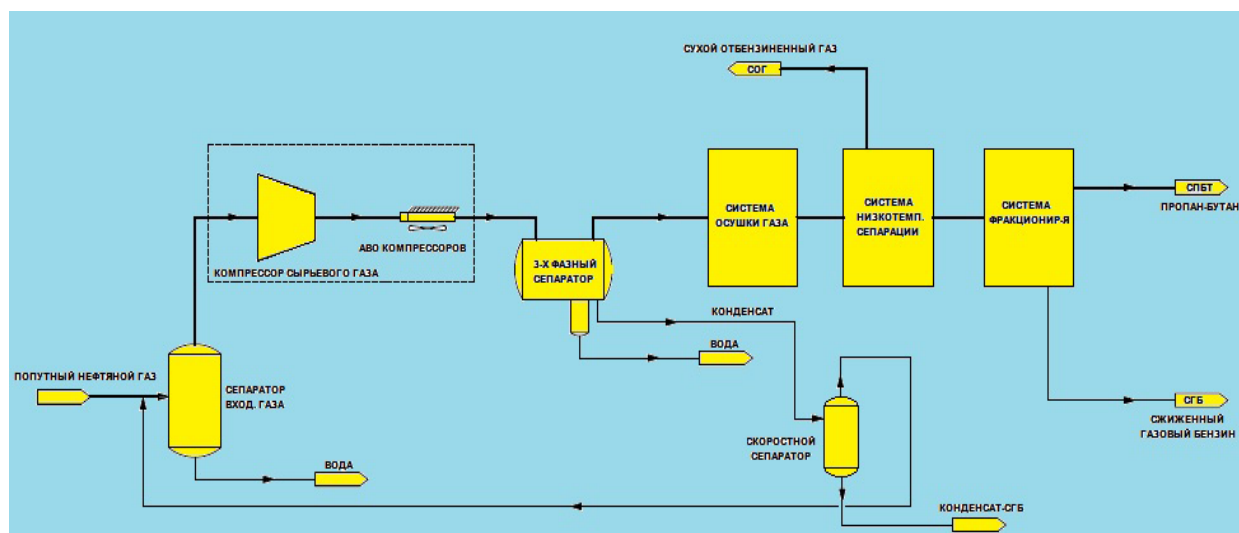 СУХОЙ ОТБЕНЗИНЕННЫЙ ГАЗ
СОГ
СИСТЕМА
ОСУШКИ ГАЗА
СИСТЕМА
НИЗКОТЕМП.
СЕПАРАЦИИ
СИСТЕМА
ФРАКЦИОНИР-Я
СПБТ
ПРОПАН-БУТАН
АВО КОМПРЕССОРОВ
КОМПРЕССОР СЫРЬЕВОГО ГАЗА
3-Х ФАЗНЫЙ
СЕПАРАТОР
КОНДЕНСАТ
ВОДА
ПОПУТНЫЙ НЕФТЯНОЙ ГАЗ
СЕПАРАТОР
ВХОД. ГАЗА
СКОРОСТНОЙ
СЕПАРАТОР
СГБ
СЖИЖЕННЫЙ
ГАЗОВЫЙ БЕНЗИН
ВОДА
КОНДЕНСАТ-СГБ